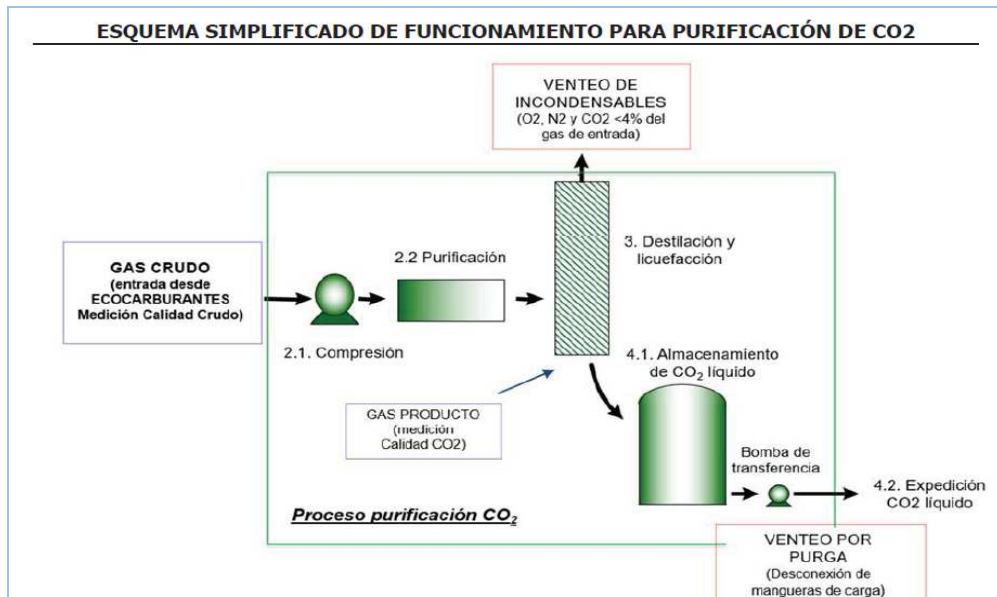 ESQUEMA SIMPLIFICADO DE FUNCIONAMIENTO PARA PURIFICACIÓN DE CO2
VENTEO DE
INCONDENSABLES
(O2, N2 y CO2 <4% del
gas de entrada)
GAS CRUDO
(entrada desde
ECOCARBURANTES
Medición Calidad Crudo)
2.1. Compresión
2.2 Purificación
3. Destilación y
licuefacción
GAS PRODUCTO
(medición
Calidad CO2)
4.1. Almacenamiento
de CO₂ líquido
Bomba de
transferencia
4.2. Expedición
CO2 líquido
Proceso purificación CO₂
VENTEO POR
PURGA
(Desconexión de
mangueras de carga)